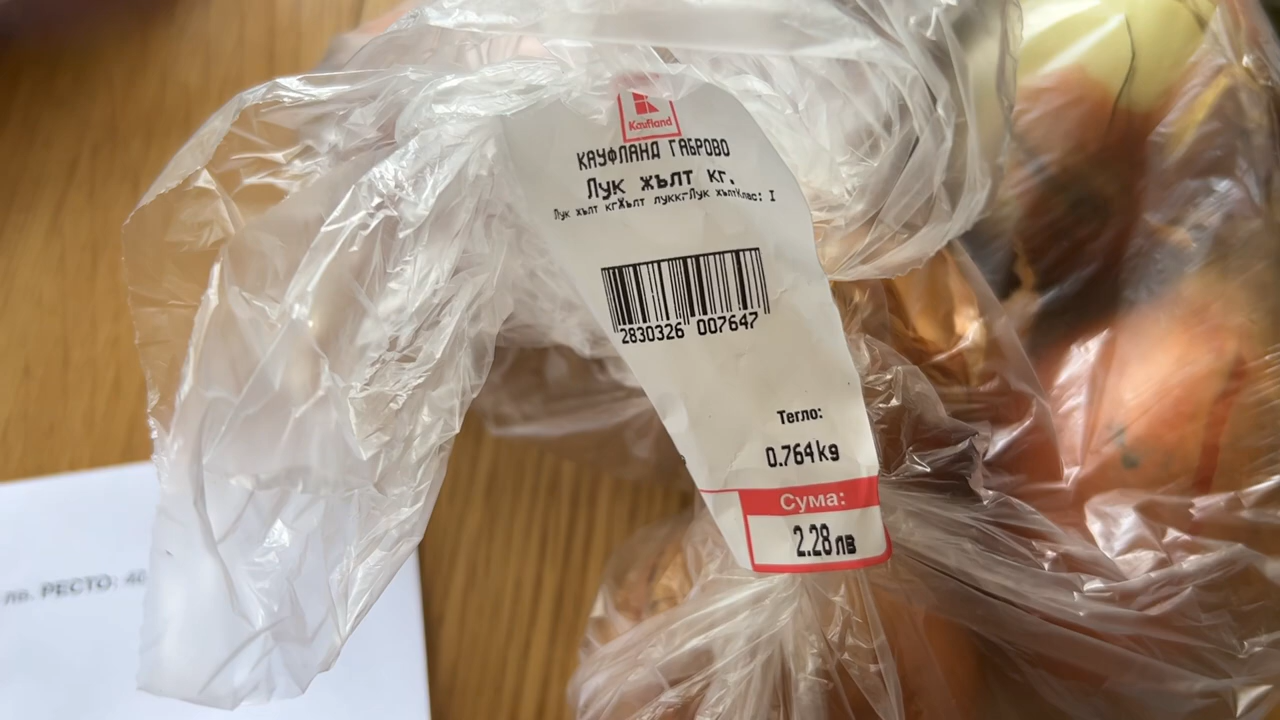 Kaufland
КАУФЛАНД ГАБРОВО
Лук жълт кг.
Лук жълт кгЖълт луккгЛук жълтКлас: I
2830326 007647
Тегло:
0.764kg
Сума:
2.28лв
лв. РЕСТО: 40